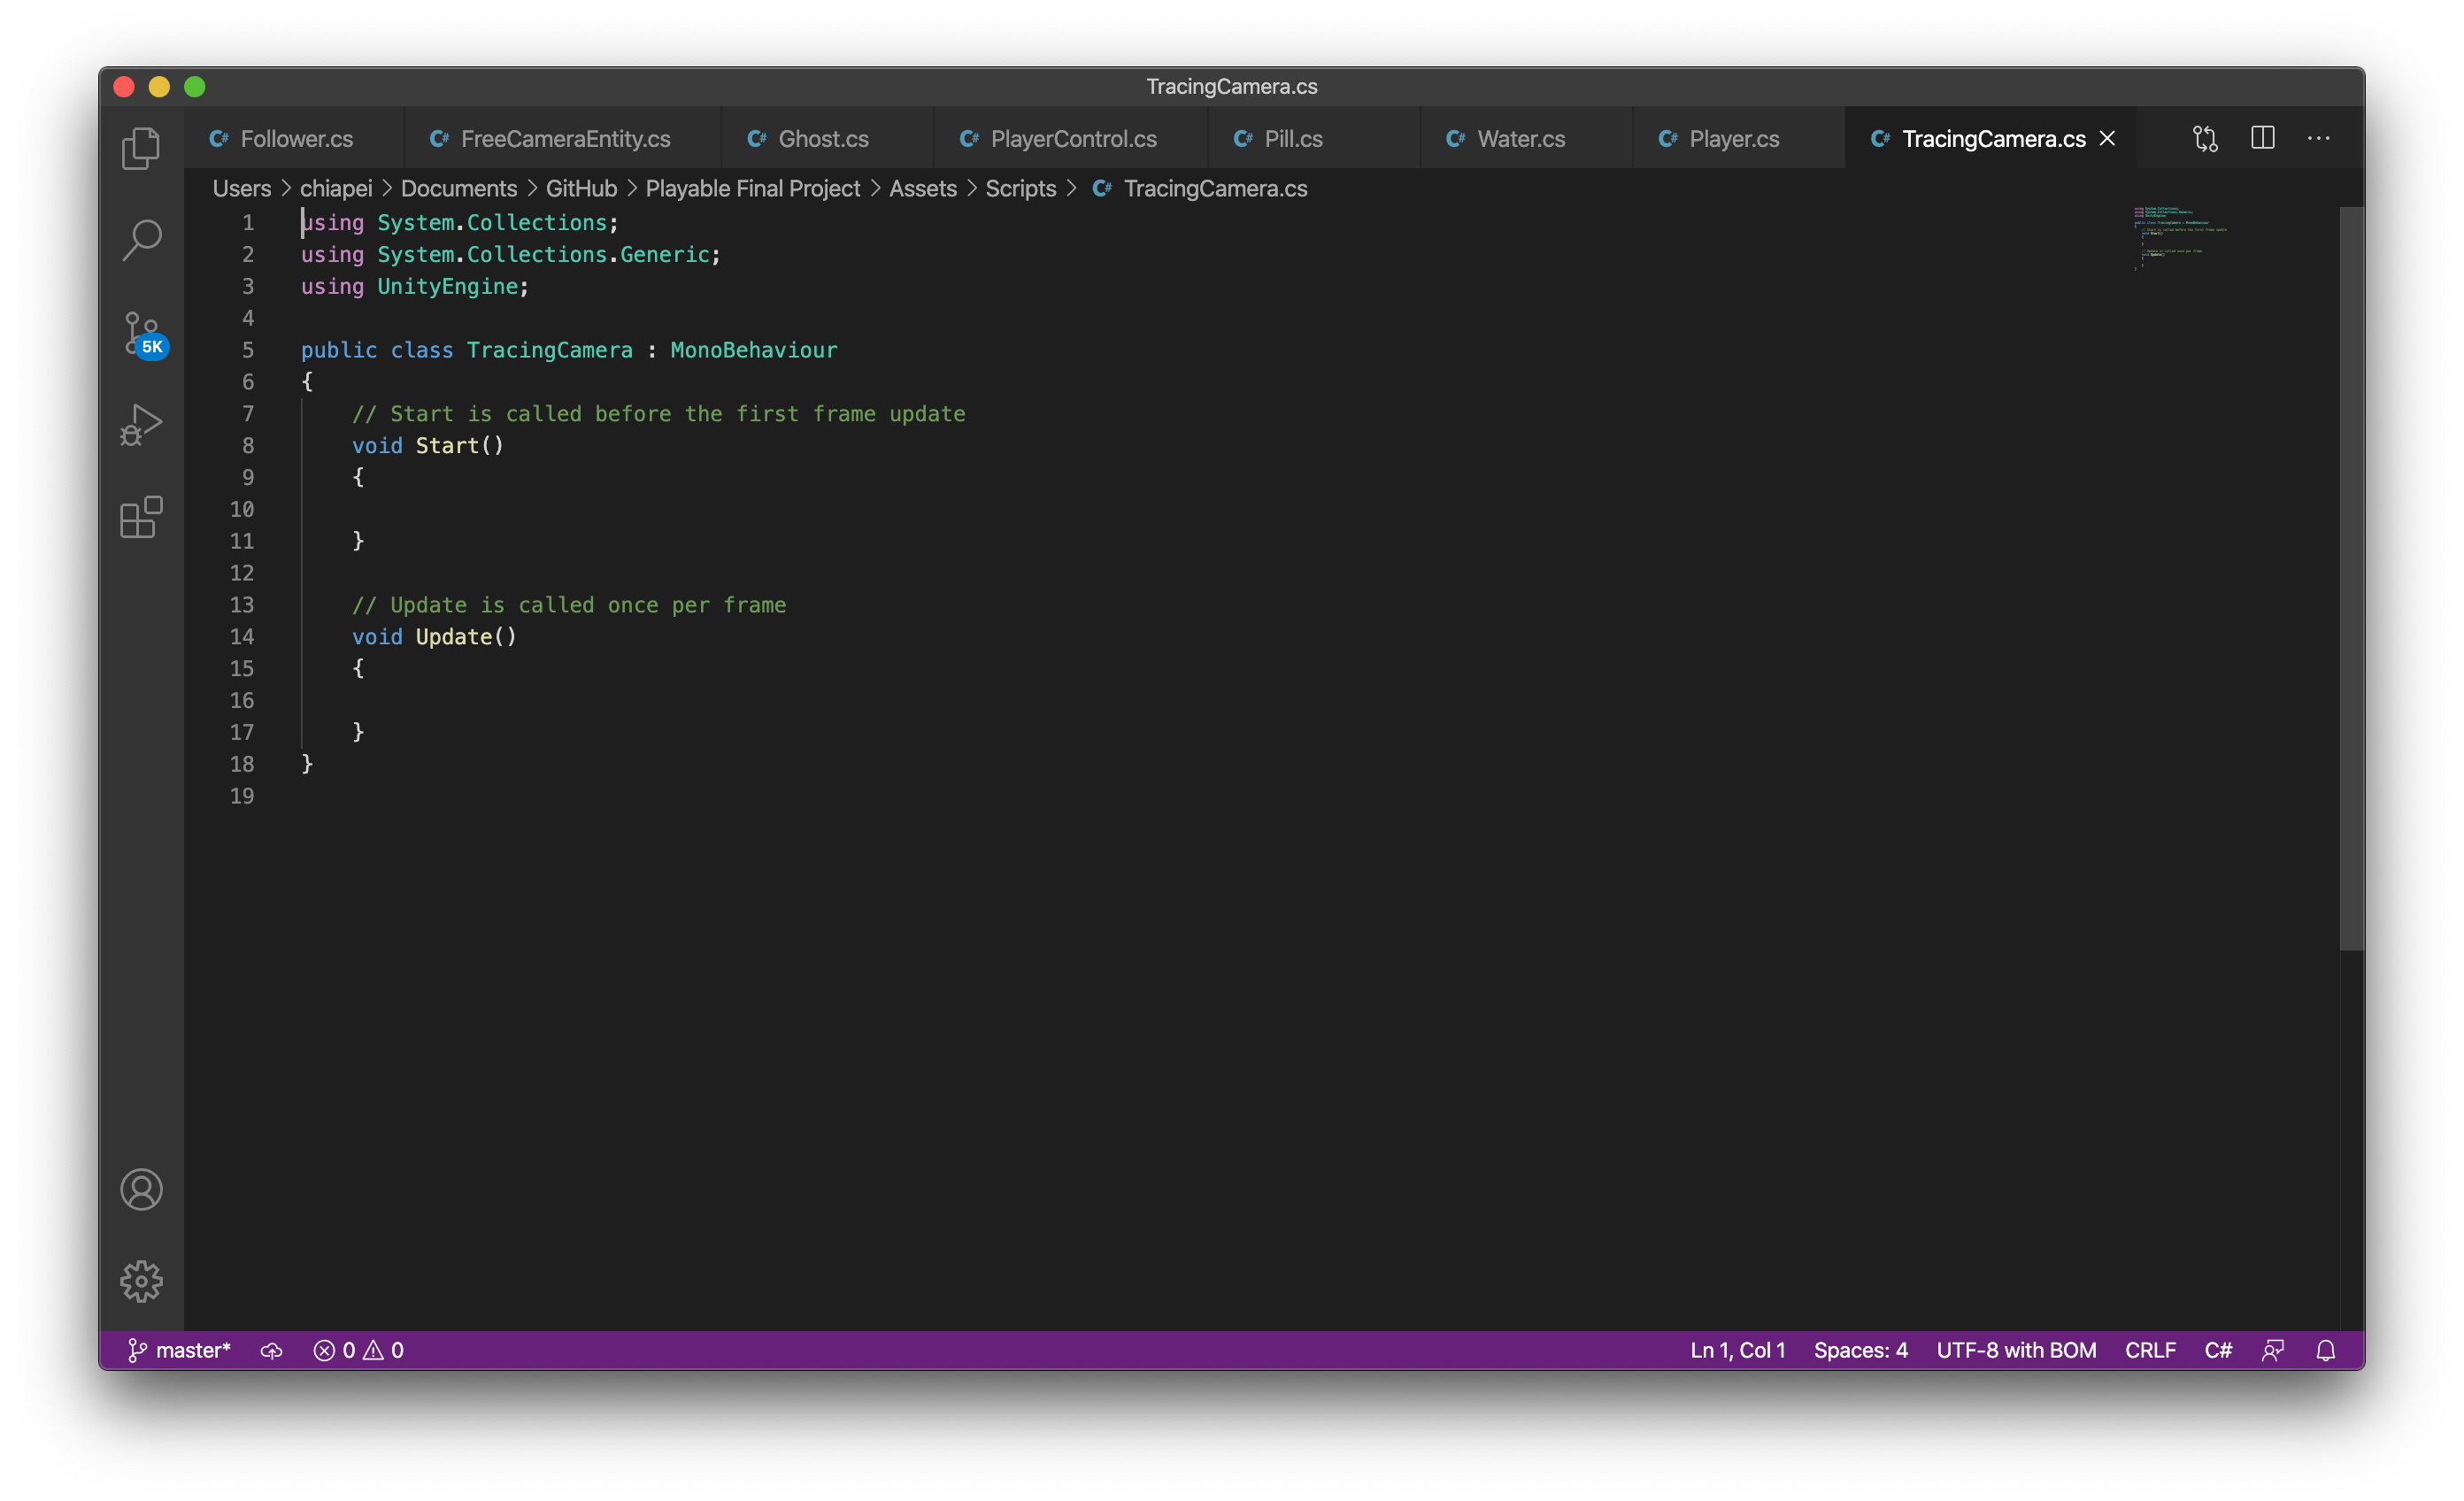 TracingCamera.cs
C# Follower.cs C# FreeCameraEntity.cs C# Ghost.cs C# PlayerControl.cs C# Pill.cs C# Water.cs C# Player.cs C# TracingCamera.cs
Users > chiapei > Documents > GitHub > Playable Final Project > Assets > Scripts > C# TracingCamera.cs
1 using System.Collections;
2 using System.Collections.Generic;
3 using UnityEngine;
4
5 public class TracingCamera : MonoBehaviour
6 {
7 // Start is called before the first frame update
8 void Start()
9 {
10
11 }
12
13 // Update is called once per frame
14 void Update()
15 {
16
17 }
18 }
19
5K
master* 0 0 Ln 1, Col 1 Spaces: 4 UTF-8 with BOM CRLF C#